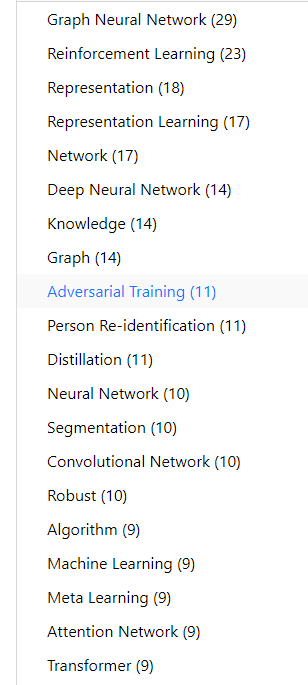 Graph Neural Network (29)
Reinforcement Learning (23)
Representation (18)
Representation Learning (17)
Network (17)
Deep Neural Network (14)
Knowledge (14)
Graph (14)
Adversarial Training (11)
Person Re-identification (11)
Distillation (11)
Neural Network (10)
Segmentation (10)
Convolutional Network (10)
Robust (10)
Algorithm (9)
Machine Learning (9)
Meta Learning (9)
Attention Network (9)
Transformer (9)